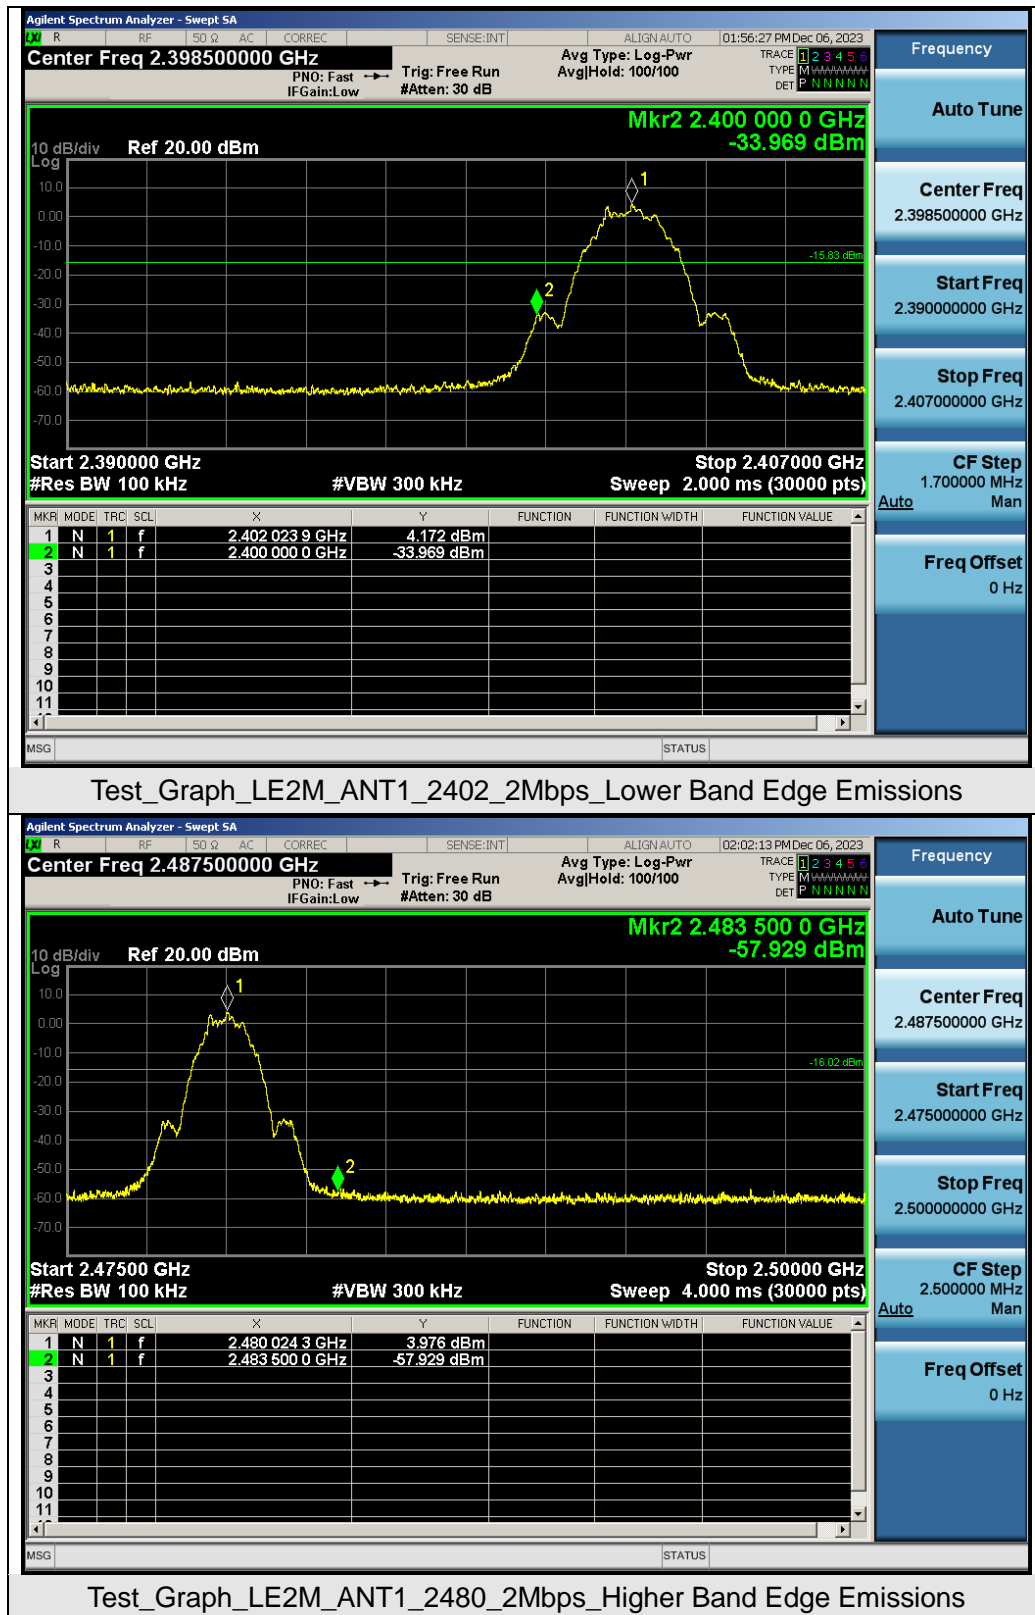 Agilent Spectrum Analyzer - Swept SA
LXI R RF 50 Ω AC CORREC SENSE:INT ALIGN AUTO 01:56:27 PM Dec 06, 2023
Center Freq 2.398500000 GHz
PNO: Fast
IFGain:Low
Trig: Free Run
#Atten: 30 dB
Avg Type: Log-Pwr
Avg|Hold: 100/100
TRACE 1 2 3 4 5 6
TYPE M W W W W W
DET P N N N N N
Mkr2 2.400 000 0 GHz
-33.969 dBm
10 dB/div Ref 20.00 dBm
Log
10.0
0.00
-10.0
-20.0
-30.0
-40.0
-50.0
-60.0
-70.0
1
2
-15.83 dBm
Start 2.390000 GHz Stop 2.407000 GHz
#Res BW 100 kHz #VBW 300 kHz Sweep 2.000 ms (30000 pts)
MKR MODE TRC SCL X Y FUNCTION FUNCTION WIDTH FUNCTION VALUE
1 N 1 f 2.402 023 9 GHz 4.172 dBm
2 N 1 f 2.400 000 0 GHz -33.969 dBm
3
4
5
6
7
8
9
10
11
MSG STATUS
Frequency
Auto Tune
Center Freq
2.398500000 GHz
Start Freq
2.390000000 GHz
Stop Freq
2.407000000 GHz
CF Step
1.700000 MHz
Auto Man
Freq Offset
0 Hz
Test_Graph_LE2M_ANT1_2402_2Mbps_Lower Band Edge Emissions
Agilent Spectrum Analyzer - Swept SA
LXI R RF 50 Ω AC CORREC SENSE:INT ALIGN AUTO 02:02:13 PM Dec 06, 2023
Center Freq 2.487500000 GHz
PNO: Fast
IFGain:Low
Trig: Free Run
#Atten: 30 dB
Avg Type: Log-Pwr
Avg|Hold: 100/100
TRACE 1 2 3 4 5 6
TYPE M W W W W W
DET P N N N N N
Mkr2 2.483 500 0 GHz
-57.929 dBm
10 dB/div Ref 20.00 dBm
Log
10.0
0.00
-10.0
-20.0
-30.0
-40.0
-50.0
-60.0
-70.0
1
2
-16.02 dBm
Start 2.47500 GHz Stop 2.50000 GHz
#Res BW 100 kHz #VBW 300 kHz Sweep 4.000 ms (30000 pts)
MKR MODE TRC SCL X Y FUNCTION FUNCTION WIDTH FUNCTION VALUE
1 N 1 f 2.480 024 3 GHz 3.976 dBm
2 N 1 f 2.483 500 0 GHz -57.929 dBm
3
4
5
6
7
8
9
10
11
MSG STATUS
Frequency
Auto Tune
Center Freq
2.487500000 GHz
Start Freq
2.475000000 GHz
Stop Freq
2.500000000 GHz
CF Step
2.500000 MHz
Auto Man
Freq Offset
0 Hz
Test_Graph_LE2M_ANT1_2480_2Mbps_Higher Band Edge Emissions